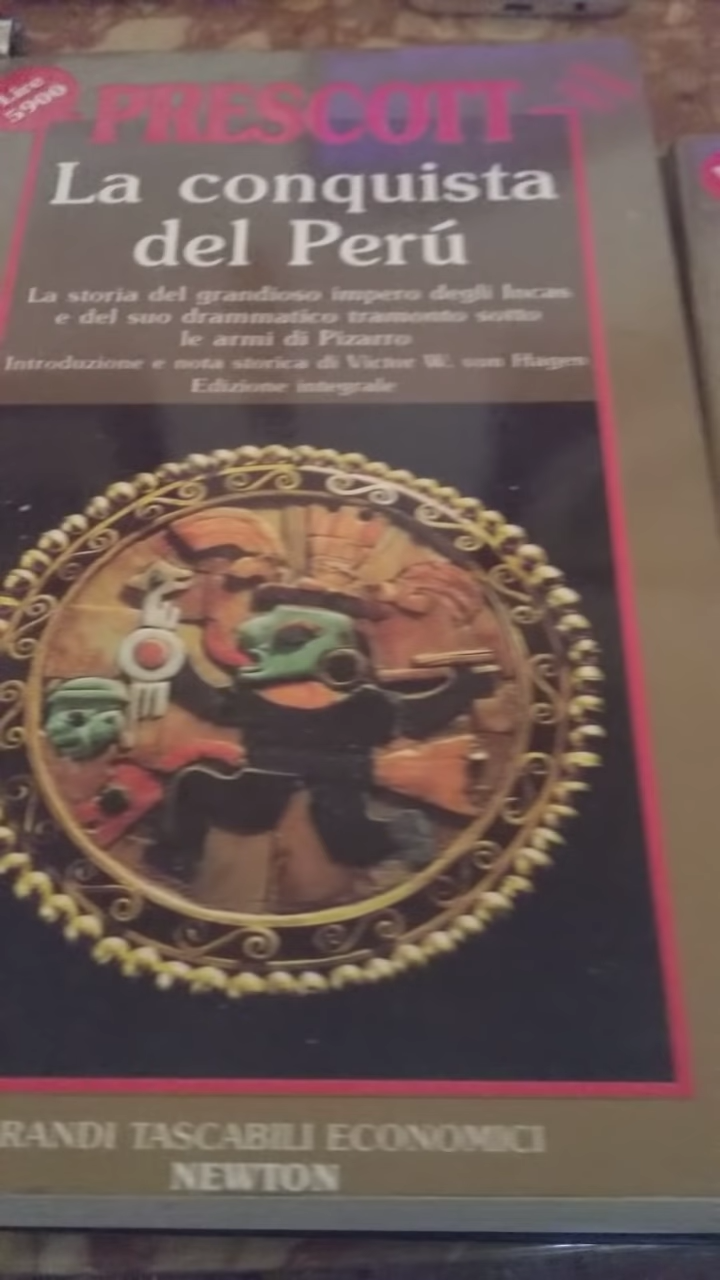 Lire
5900
PRESCOTT
La conquista
del Perú
La storia del grandioso impero degli Incas
e del suo drammatico tramonto sotto
le armi di Pizarro
Introduzione e nota storica di Victor W. von Hagen
Edizione integrale
RANDI TASCABILI ECONOMICI
NEWTON